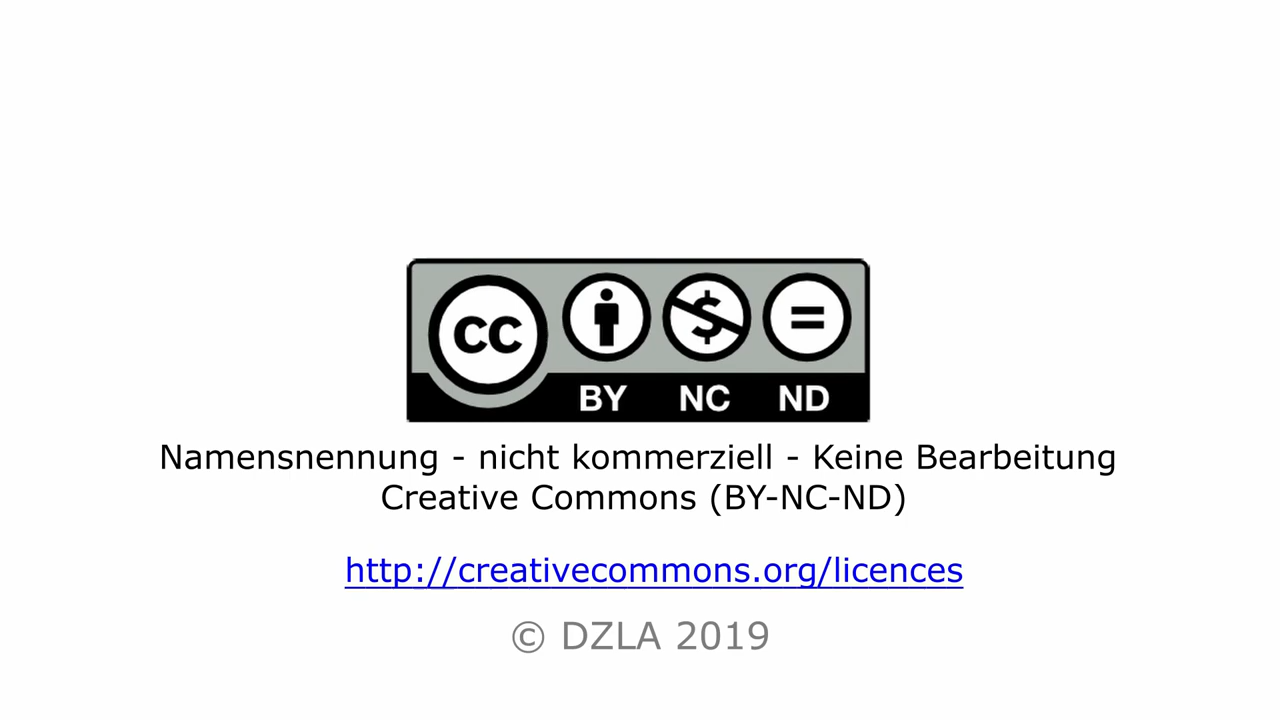 CC BY NC ND
Namensnennung - nicht kommerziell - Keine Bearbeitung
Creative Commons (BY-NC-ND)
http://creativecommons.org/licences
© DZLA 2019